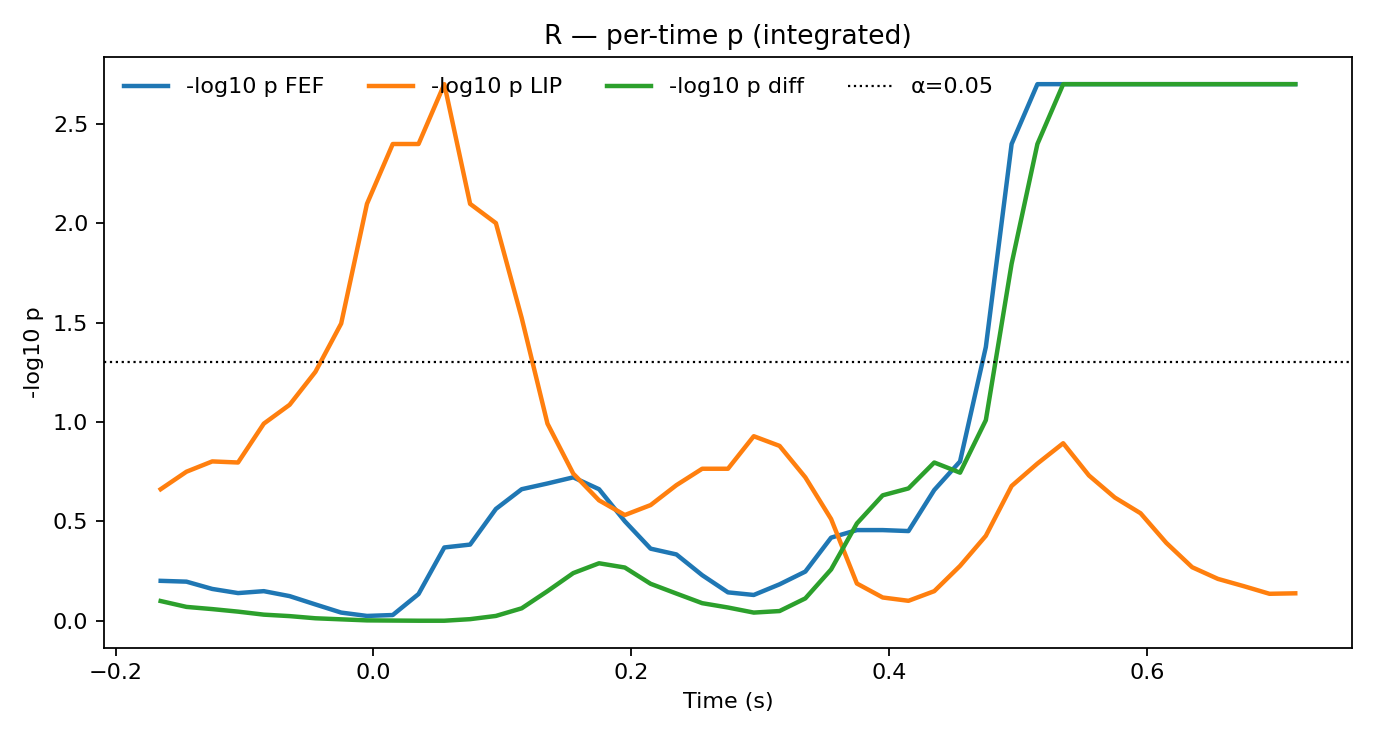 R — per-time p (integrated)
-log10 p FEF -log10 p LIP -log10 p diff α=0.05
-log10 p
2.5
2.0
1.5
1.0
0.5
0.0
−0.2 0.0 0.2 0.4 0.6
Time (s)